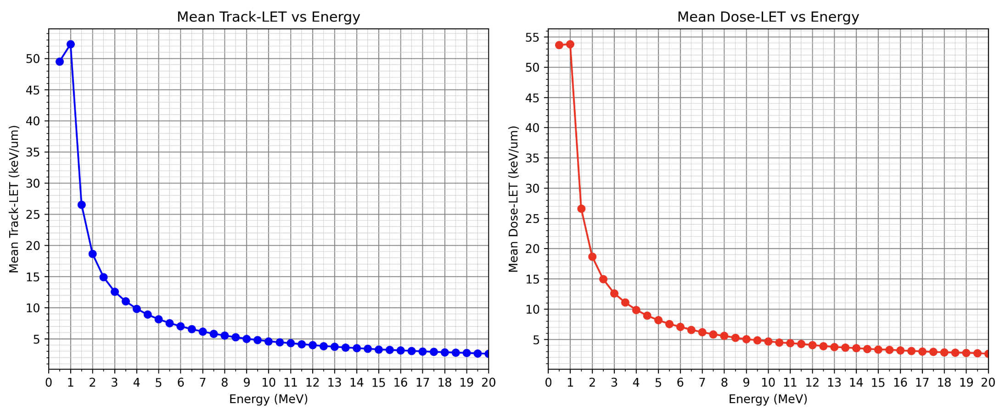 Mean Track-LET vs Energy
Mean Track-LET (keV/um)
50
45
40
35
30
25
20
15
10
5
0 1 2 3 4 5 6 7 8 9 10 11 12 13 14 15 16 17 18 19 20
Energy (MeV)
Mean Dose-LET vs Energy
Mean Dose-LET (keV/um)
55
50
45
40
35
30
25
20
15
10
5
0 1 2 3 4 5 6 7 8 9 10 11 12 13 14 15 16 17 18 19 20
Energy (MeV)